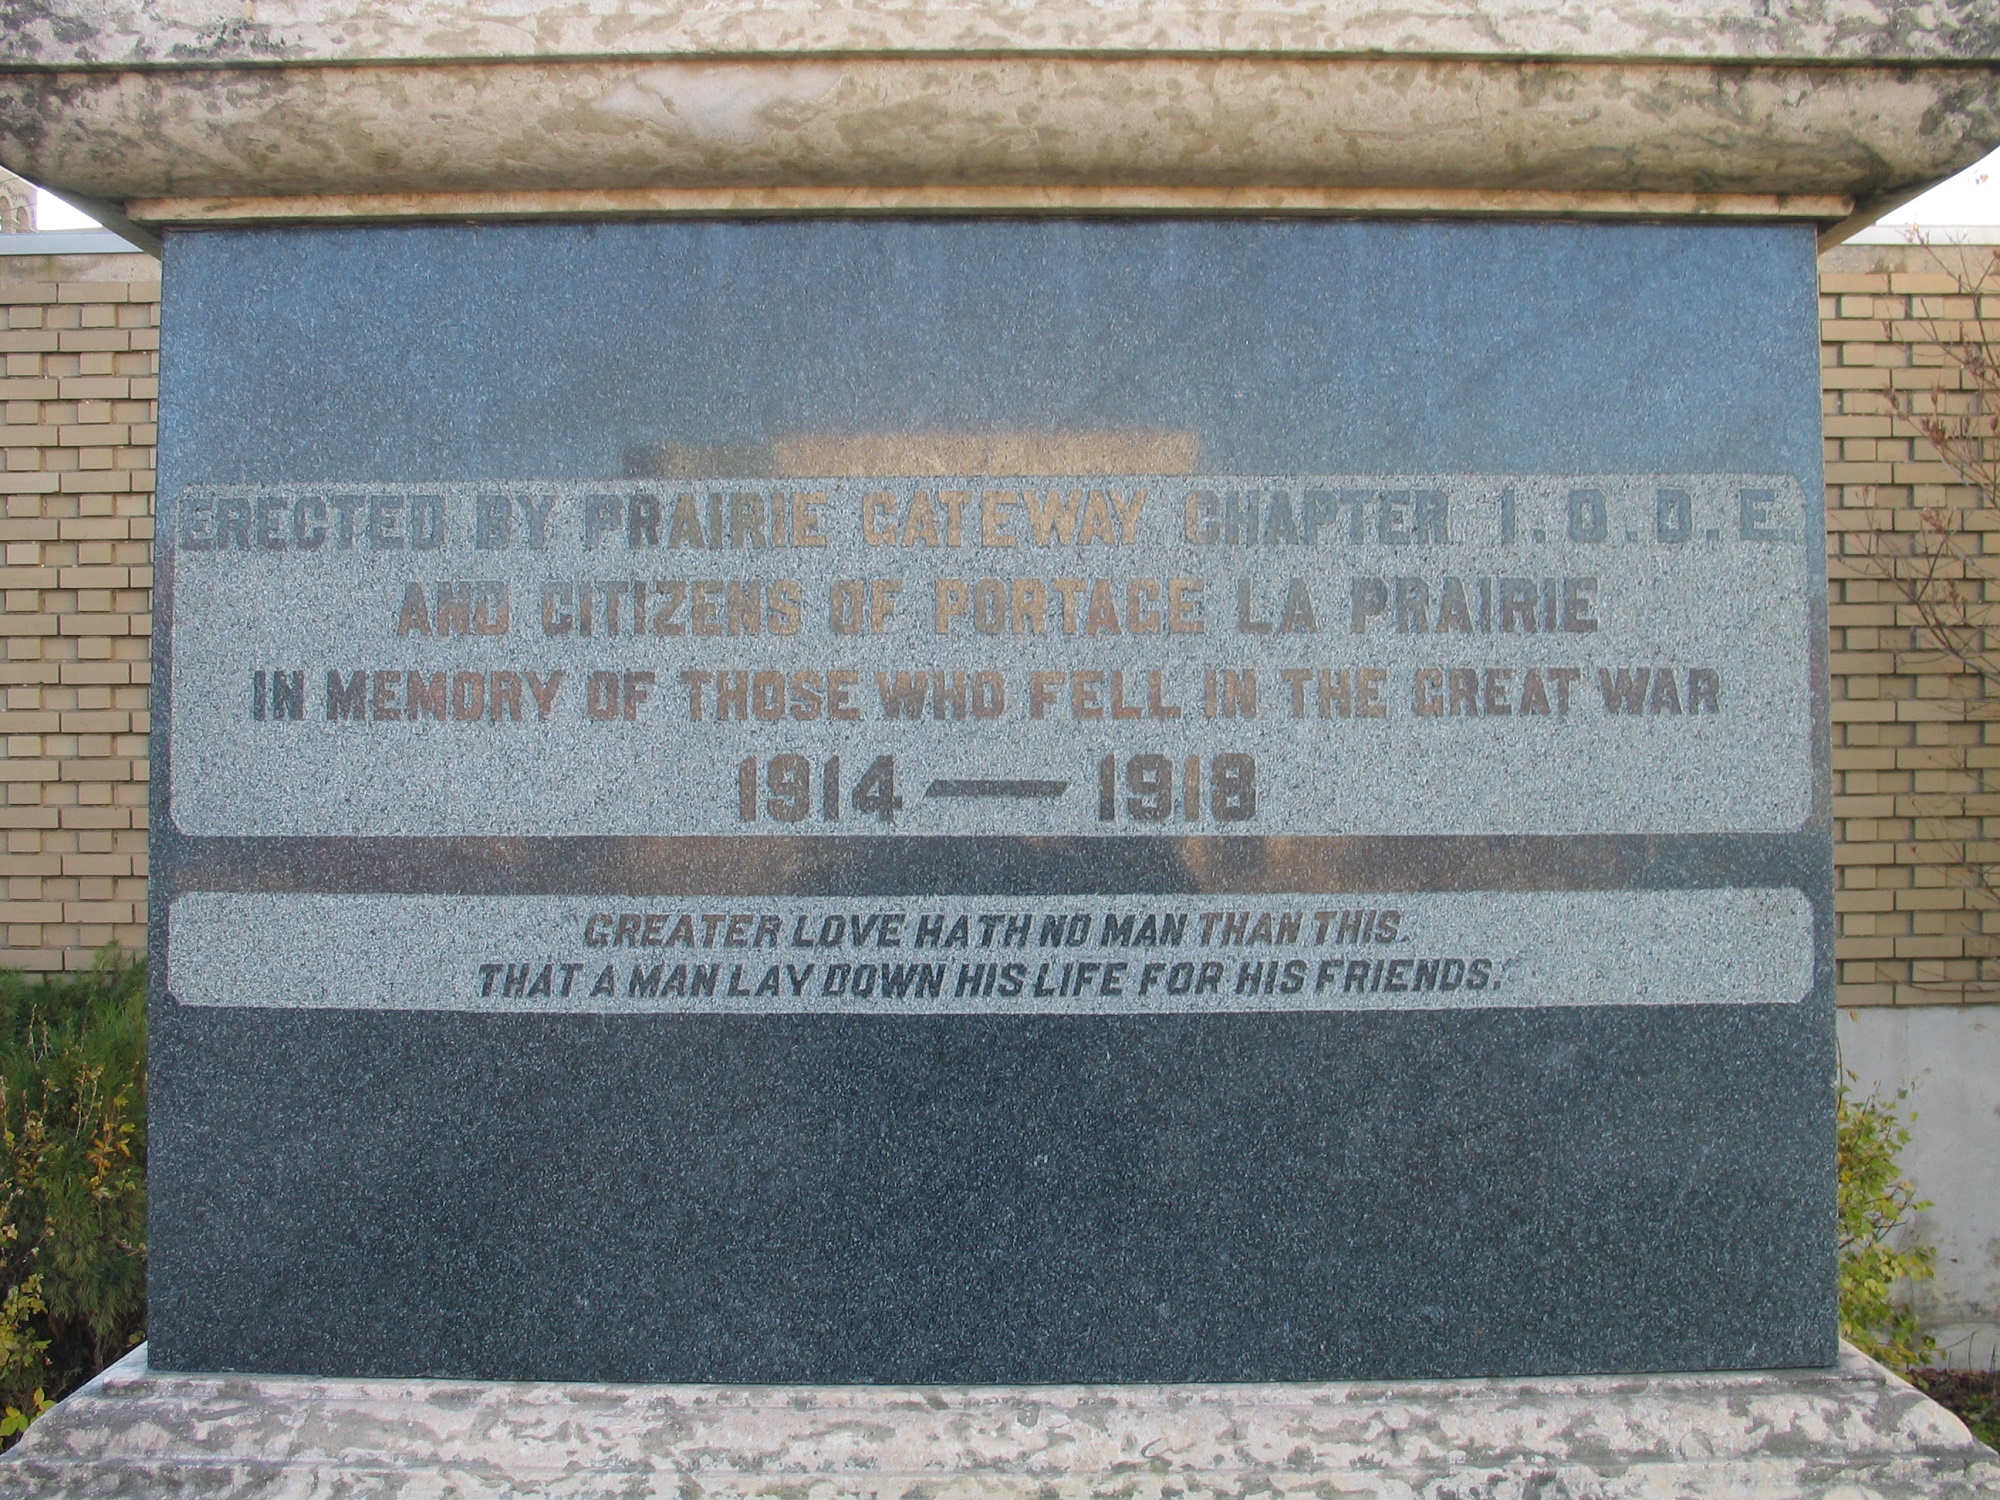 ERECTED BY PRAIRIE GATEWAY CHAPTER I.O.D.E.
AND CITIZENS OF PORTAGE LA PRAIRIE
IN MEMORY OF THOSE WHO FELL IN THE GREAT WAR
1914 — 1918
"GREATER LOVE HATH NO MAN THAN THIS.
THAT A MAN LAY DOWN HIS LIFE FOR HIS FRIENDS."